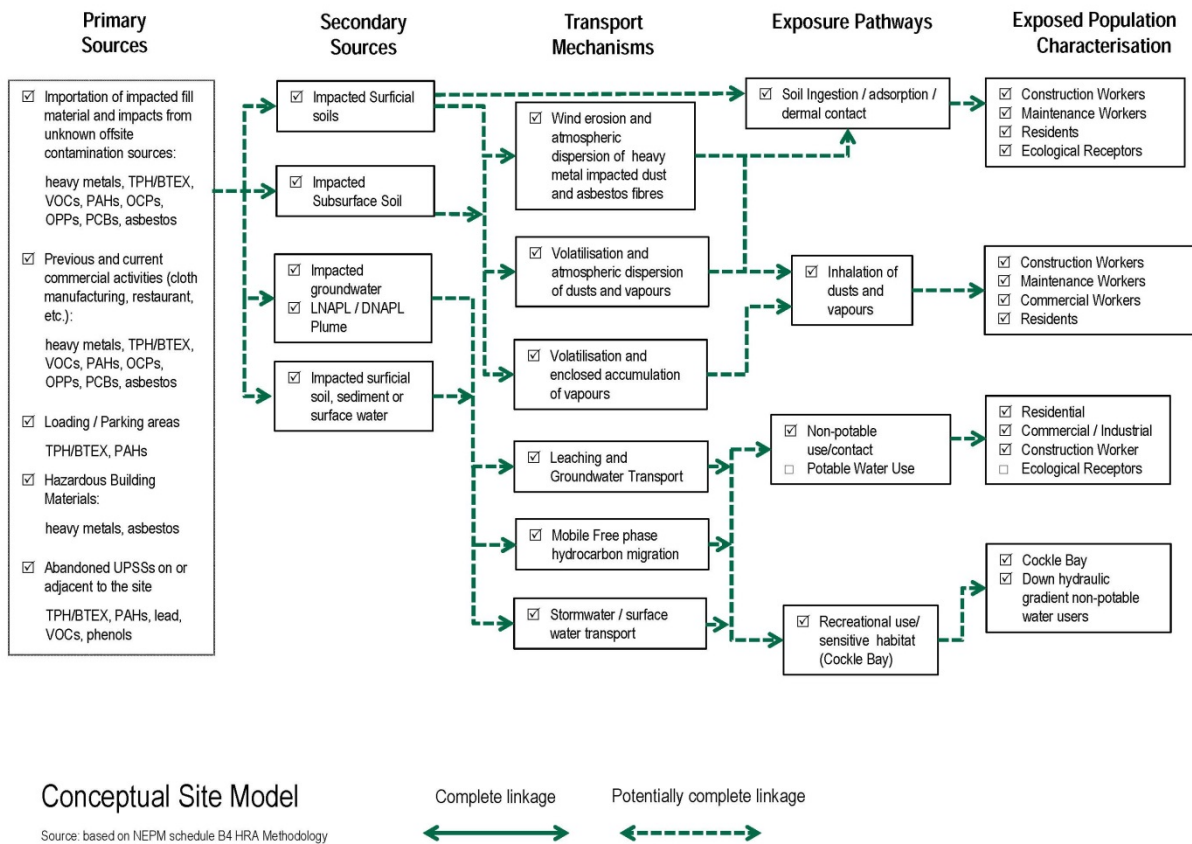 Primary
Sources
Secondary
Sources
Transport
Mechanisms
Exposure Pathways
Exposed Population
Characterisation
☑ Importation of impacted fill
material and impacts from
unknown offsite
contamination sources:
heavy metals, TPH/BTEX,
VOCs, PAHs, OCPs,
OPPs, PCBs, asbestos
☑ Previous and current
commercial activities (cloth
manufacturing, restaurant,
etc.):
heavy metals, TPH/BTEX,
VOCs, PAHs, OCPs,
OPPs, PCBs, asbestos
☑ Loading / Parking areas
TPH/BTEX, PAHs
☑ Hazardous Building
Materials:
heavy metals, asbestos
☑ Abandoned UPSSs on or
adjacent to the site
TPH/BTEX, PAHs, lead,
VOCs, phenols
☑ Impacted Surficial
soils
☑ Impacted
Subsurface Soil
☑ Impacted
groundwater
☑ LNAPL / DNAPL
Plume
☑ Impacted surficial
soil, sediment or
surface water
☑ Wind erosion and
atmospheric
dispersion of heavy
metal impacted dust
and asbestos fibres
☑ Volatilisation and
atmospheric dispersion
of dusts and vapours
☑ Volatilisation and
enclosed accumulation
of vapours
☑ Leaching and
Groundwater Transport
☑ Mobile Free phase
hydrocarbon migration
☑ Stormwater / surface
water transport
☑ Soil Ingestion / adsorption /
dermal contact
☑ Inhalation of
dusts and
vapours
☑ Non-potable
use/contact
☐ Potable Water Use
☑ Recreational use/
sensitive habitat
(Cockle Bay)
☑ Construction Workers
☑ Maintenance Workers
☑ Residents
☑ Ecological Receptors
☑ Construction Workers
☑ Maintenance Workers
☑ Commercial Workers
☑ Residents
☑ Residential
☑ Commercial / Industrial
☑ Construction Worker
☐ Ecological Receptors
☑ Cockle Bay
☑ Down hydraulic
gradient non-potable
water users
Conceptual Site Model
Source: based on NEPM schedule B4 HRA Methodology
Complete linkage
Potentially complete linkage